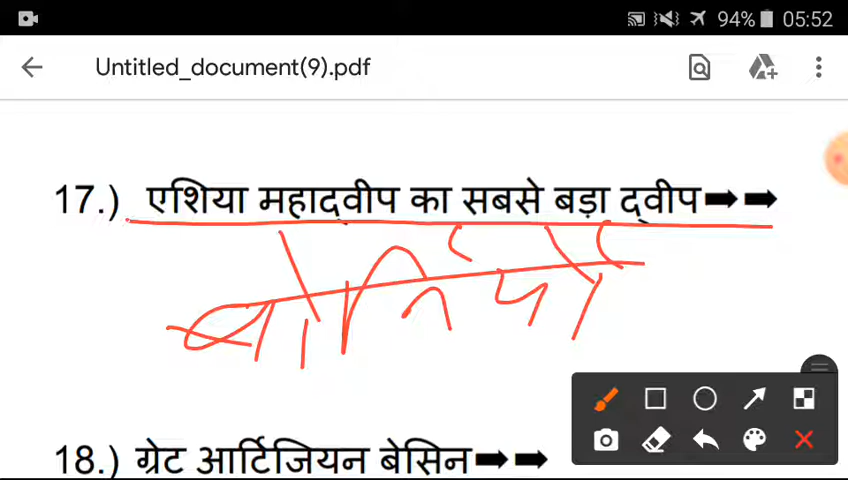 94% 05:52
Untitled_document(9).pdf
17.) एशिया महाद्वीप का सबसे बड़ा द्वीप➡➡
बोर्नियो
18.) ग्रेट आर्टिजियन बेसिन➡➡